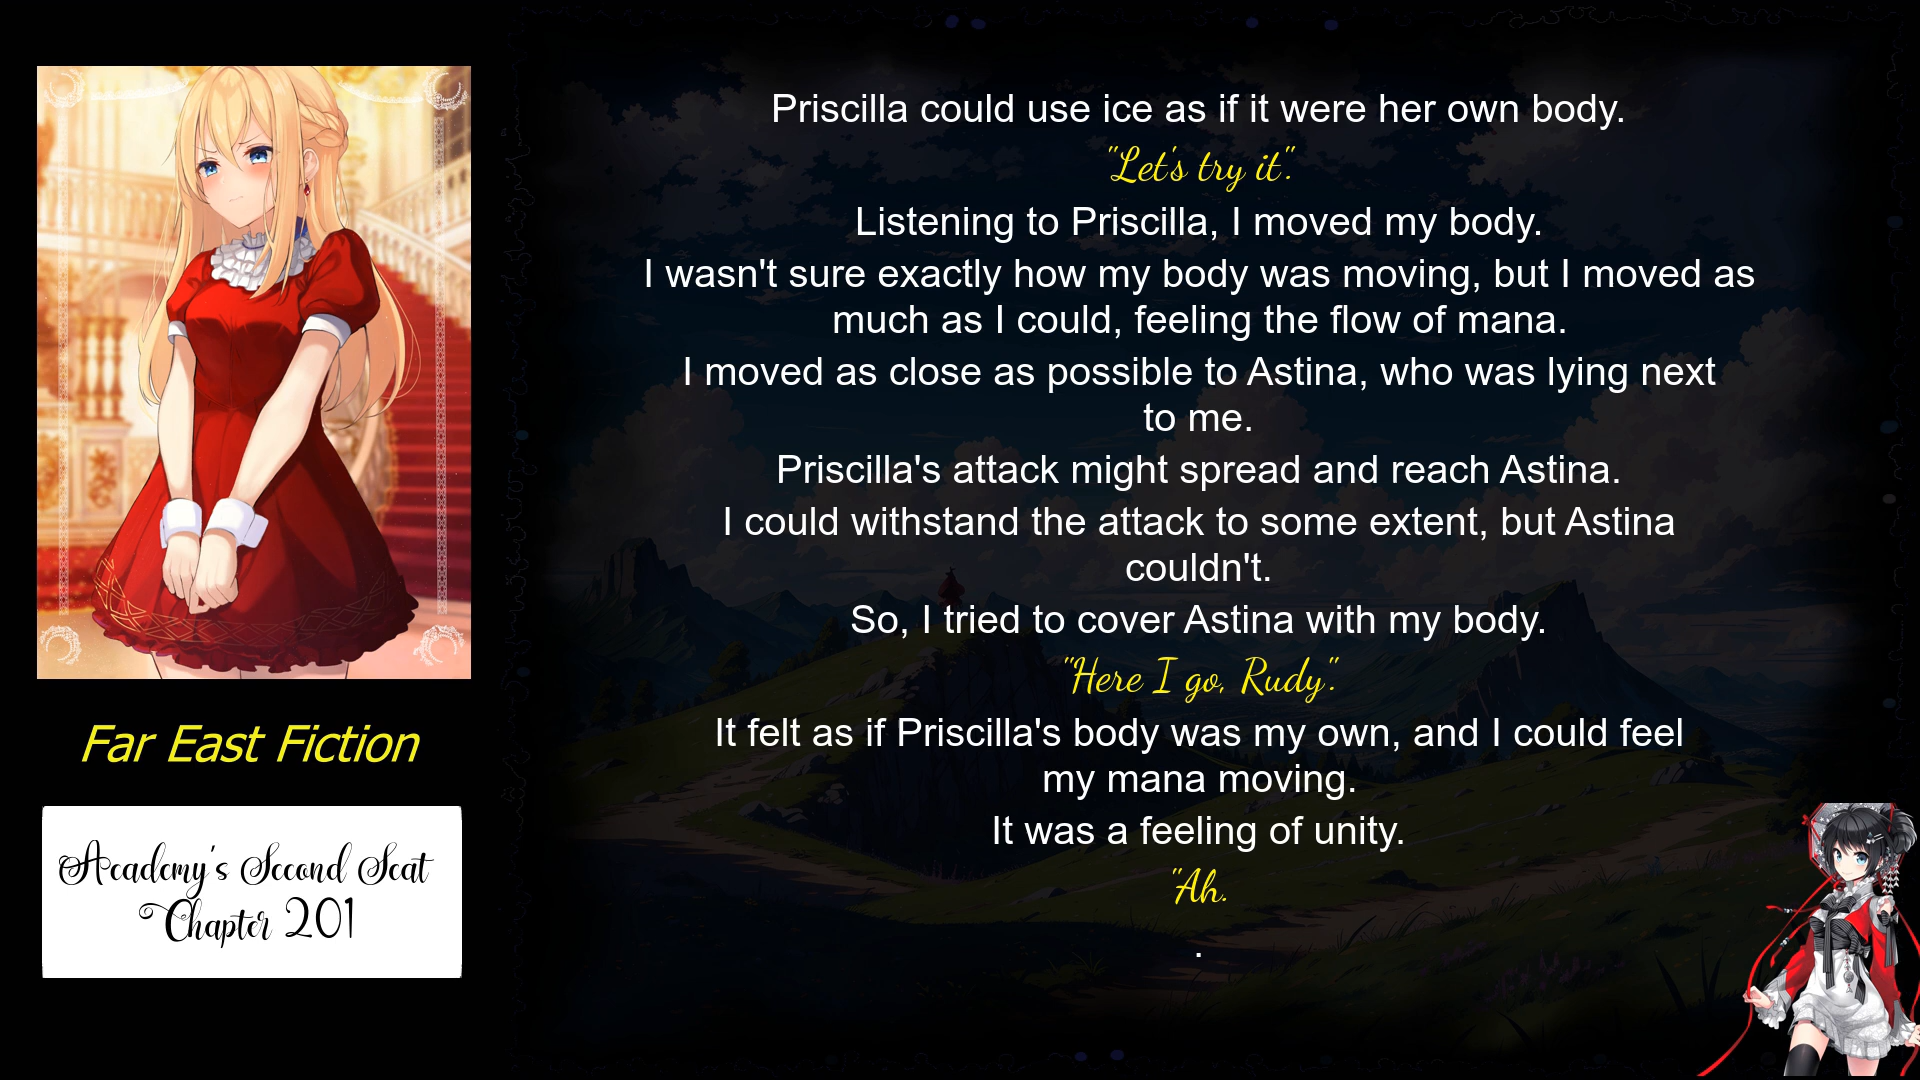 Priscilla could use ice as if it were her own body.
"Let's try it".
Listening to Priscilla, I moved my body.
I wasn't sure exactly how my body was moving, but I moved as
much as I could, feeling the flow of mana.
I moved as close as possible to Astina, who was lying next
to me.
Priscilla's attack might spread and reach Astina.
I could withstand the attack to some extent, but Astina
couldn't.
So, I tried to cover Astina with my body.
"Here I go, Rudy".
It felt as if Priscilla's body was my own, and I could feel
my mana moving.
It was a feeling of unity.
"Ah.
.
Far East Fiction
Academy's Second Seat
Chapter 201